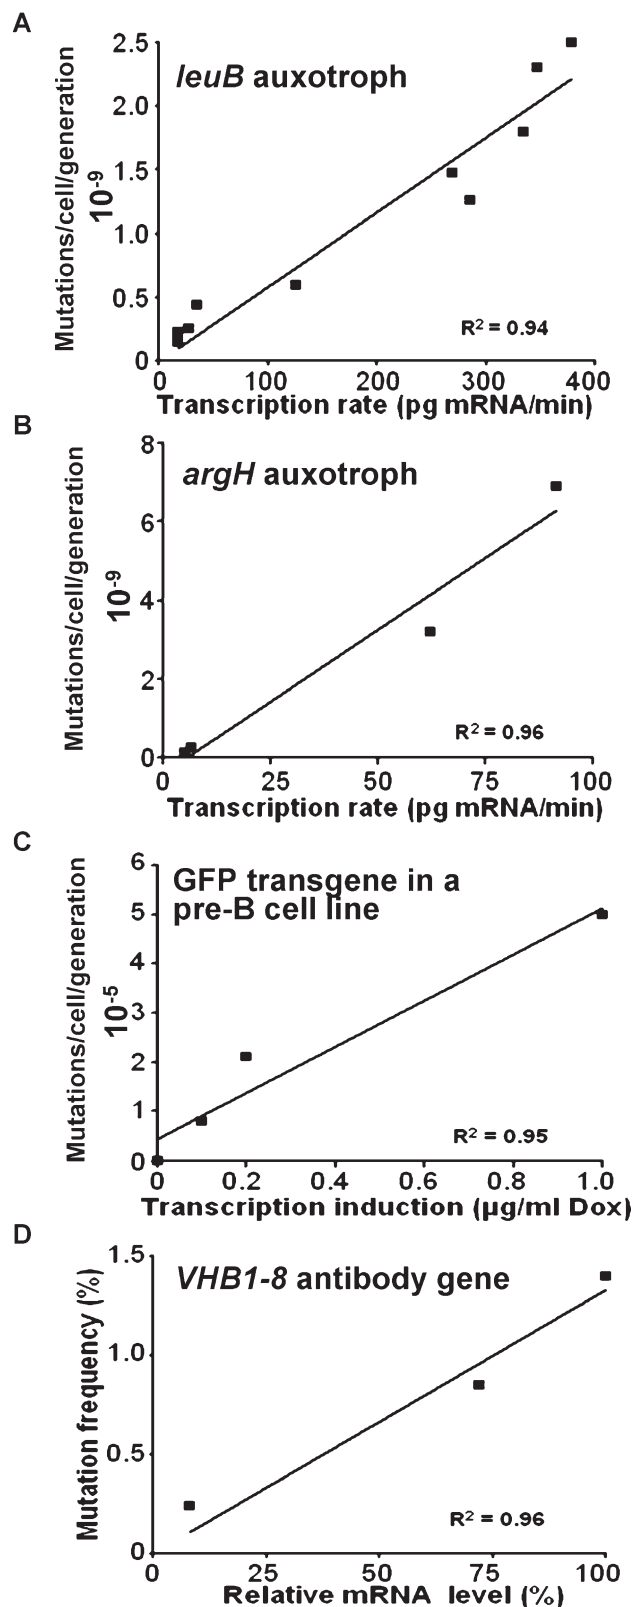 A
leuB auxotroph
Mutations/cell/generation
10-9
2.5
2.0
1.5
1.0
0.5
0
R2 = 0.94
0 100 200 300 400
Transcription rate (pg mRNA/min)
B
argH auxotroph
Mutations/cell/generation
10-9
8
6
4
2
0
R2 = 0.96
0 25 50 75 100
Transcription rate (pg mRNA/min)
C
GFP transgene in a
pre-B cell line
Mutations/cell/generation
10-5
6
5
4
3
2
1
0
R2 = 0.95
0 0.2 0.4 0.6 0.8 1.0
Transcription induction (µg/ml Dox)
D
VHB1-8 antibody gene
Mutation frequency (%)
1.5
1.0
0.5
0
R2 = 0.96
0 25 50 75 100
Relative mRNA level (%)